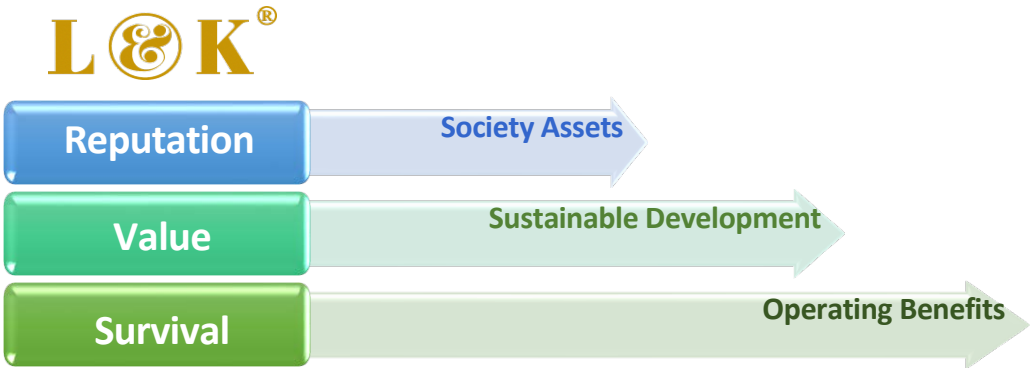 L & K®
Reputation
Society Assets
Value
Sustainable Development
Survival
Operating Benefits